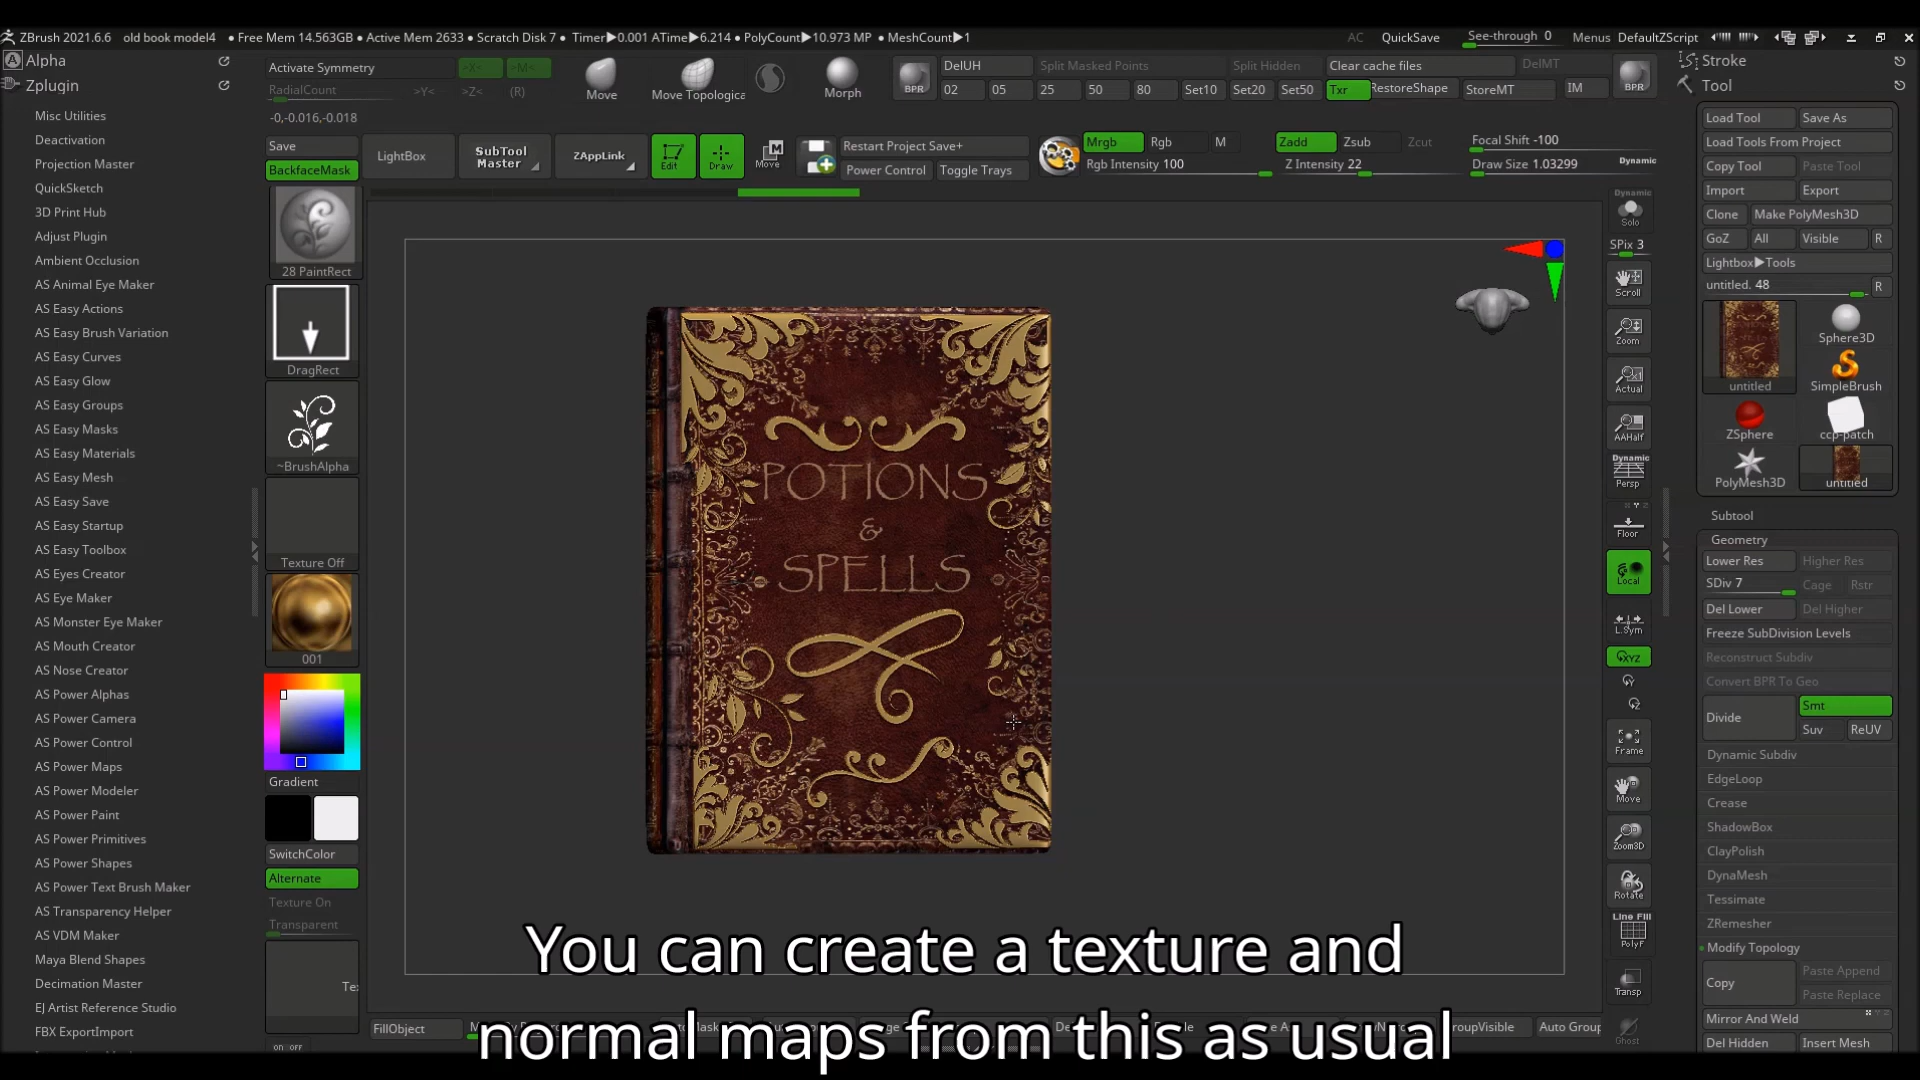 ZBrush 2021.6.6 old book model4 • Free Mem 14.563GB • Active Mem 2633 • Scratch Disk 7 • Timer▶0.001 ATime▶6.214 • PolyCount▶10.973 MP • MeshCount▶1 AC QuickSave See-through 0 Menus DefaultZScript
Alpha
Zplugin
Misc Utilities
Deactivation
Projection Master
QuickSketch
3D Print Hub
Adjust Plugin
Ambient Occlusion
AS Animal Eye Maker
AS Easy Actions
AS Easy Brush Variation
AS Easy Curves
AS Easy Glow
AS Easy Groups
AS Easy Masks
AS Easy Materials
AS Easy Mesh
AS Easy Save
AS Easy Startup
AS Easy Toolbox
AS Eyes Creator
AS Eye Maker
AS Monster Eye Maker
AS Mouth Creator
AS Nose Creator
AS Power Alphas
AS Power Camera
AS Power Control
AS Power Maps
AS Power Modeler
AS Power Paint
AS Power Primitives
AS Power Shapes
AS Power Text Brush Maker
AS Transparency Helper
AS VDM Maker
Maya Blend Shapes
Decimation Master
EJ Artist Reference Studio
FBX ExportImport
Activate Symmetry >X< >M<
RadialCount >Y< >Z< (R)
-0,-0.016,-0.018
Move
Move Topologica
Morph
BPR
DelUH Split Masked Points Split Hidden Clear cache files DelMT
02 05 25 50 80 Set10 Set20 Set50 Txr RestoreShape StoreMT IM
BPR
Save
BackfaceMask
LightBox
SubTool
Master
ZAppLink
Edit
Draw
Move
Restart Project Save+
Power Control Toggle Trays
Mrgb Rgb M
Rgb Intensity 100
Zadd Zsub Zcut
Z Intensity 22
Focal Shift -100
Draw Size 1.03299 Dynamic
28 PaintRect
DragRect
~BrushAlpha
Texture Off
001
Gradient
SwitchColor
Alternate
Texture On
Transparent
Te
on off
POTIONS
&
SPELLS
Dynamic
Solo
SPix 3
Scroll
Zoom
Actual
AAHalf
Dynamic
Persp
Floor
Local
L.Sym
XYZ
Frame
Move
Zoom3D
Rotate
Line Fill
PolyF
Transp
Ghost
Stroke
Tool
Load Tool Save As
Load Tools From Project
Copy Tool Paste Tool
Import Export
Clone Make PolyMesh3D
GoZ All Visible R
Lightbox▶Tools
untitled. 48 R
untitled
Sphere3D
SimpleBrush
ZSphere
ccp-patch
PolyMesh3D
untitled
Subtool
Geometry
Lower Res Higher Res
SDiv 7 Cage Rstr
Del Lower Del Higher
Freeze SubDivision Levels
Reconstruct Subdiv
Convert BPR To Geo
Divide Smt
Suv ReUV
Dynamic Subdiv
EdgeLoop
Crease
ShadowBox
ClayPolish
DynaMesh
Tessimate
ZRemesher
Modify Topology
Copy Paste Append
Paste Replace
Mirror And Weld
Del Hidden Insert Mesh
FillObject
Auto Group
You can create a texture and
normal maps from this as usual